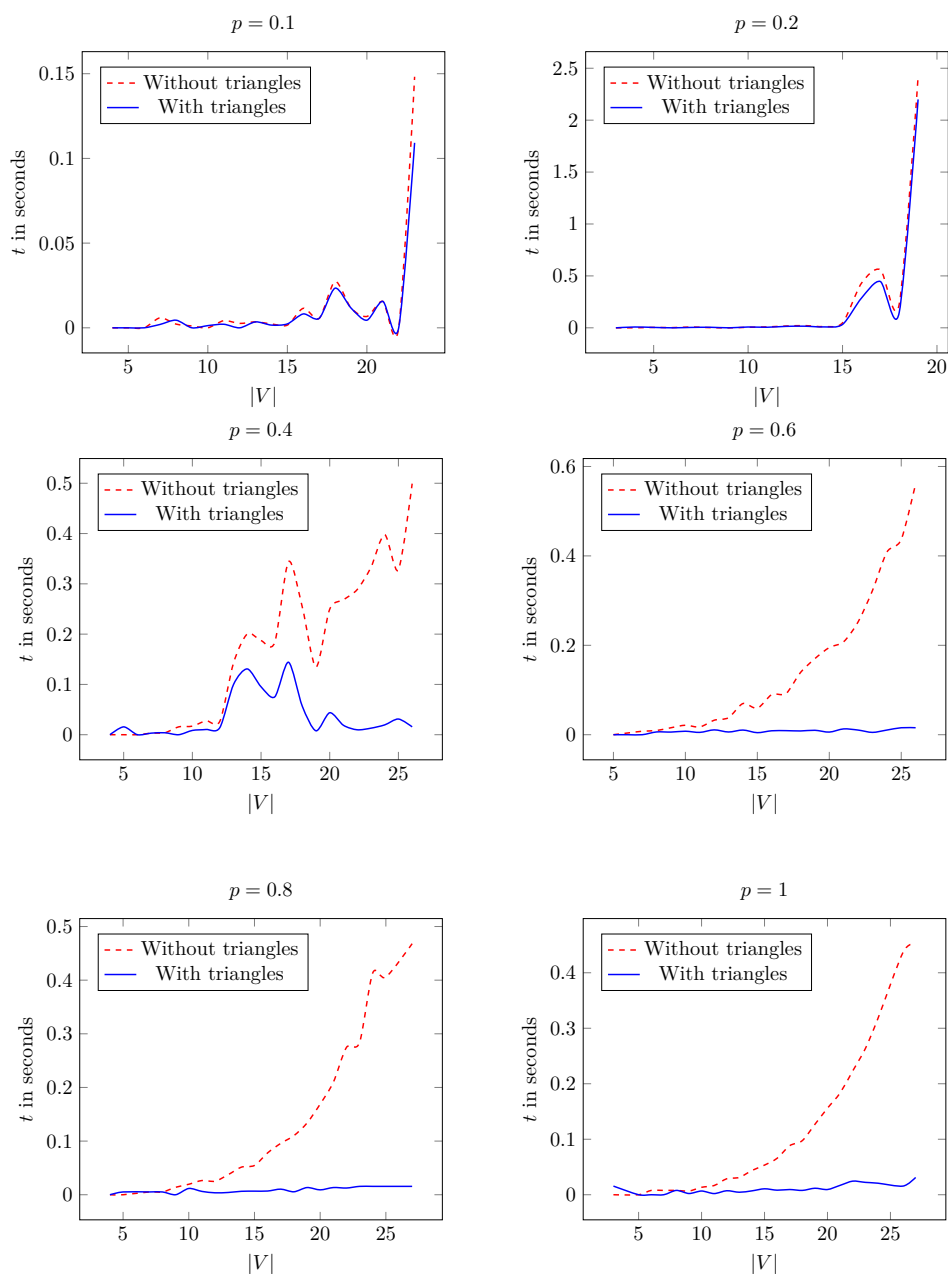 p = 0.1
0.15
0.1
0.05
0
t in seconds
Without triangles
With triangles
5 10 15 20
|V|
p = 0.2
2.5
2
1.5
1
0.5
0
t in seconds
Without triangles
With triangles
5 10 15 20
|V|
p = 0.4
0.5
0.4
0.3
0.2
0.1
0
t in seconds
Without triangles
With triangles
5 10 15 20 25
|V|
p = 0.6
0.6
0.4
0.2
0
t in seconds
Without triangles
With triangles
5 10 15 20 25
|V|
p = 0.8
0.5
0.4
0.3
0.2
0.1
0
t in seconds
Without triangles
With triangles
5 10 15 20 25
|V|
p = 1
0.4
0.3
0.2
0.1
0
t in seconds
Without triangles
With triangles
5 10 15 20 25
|V|